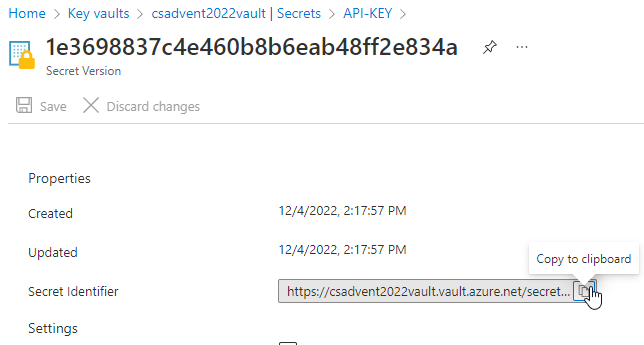 Home > Key vaults > csadvent2022vault | Secrets > API-KEY >
1e3698837c4e460b8b6eab48ff2e834a
Secret Version
Save Discard changes
Properties
Created 12/4/2022, 2:17:57 PM
Updated 12/4/2022, 2:17:57 PM
Copy to clipboard
Secret Identifier https://csadvent2022vault.vault.azure.net/secret...
Settings